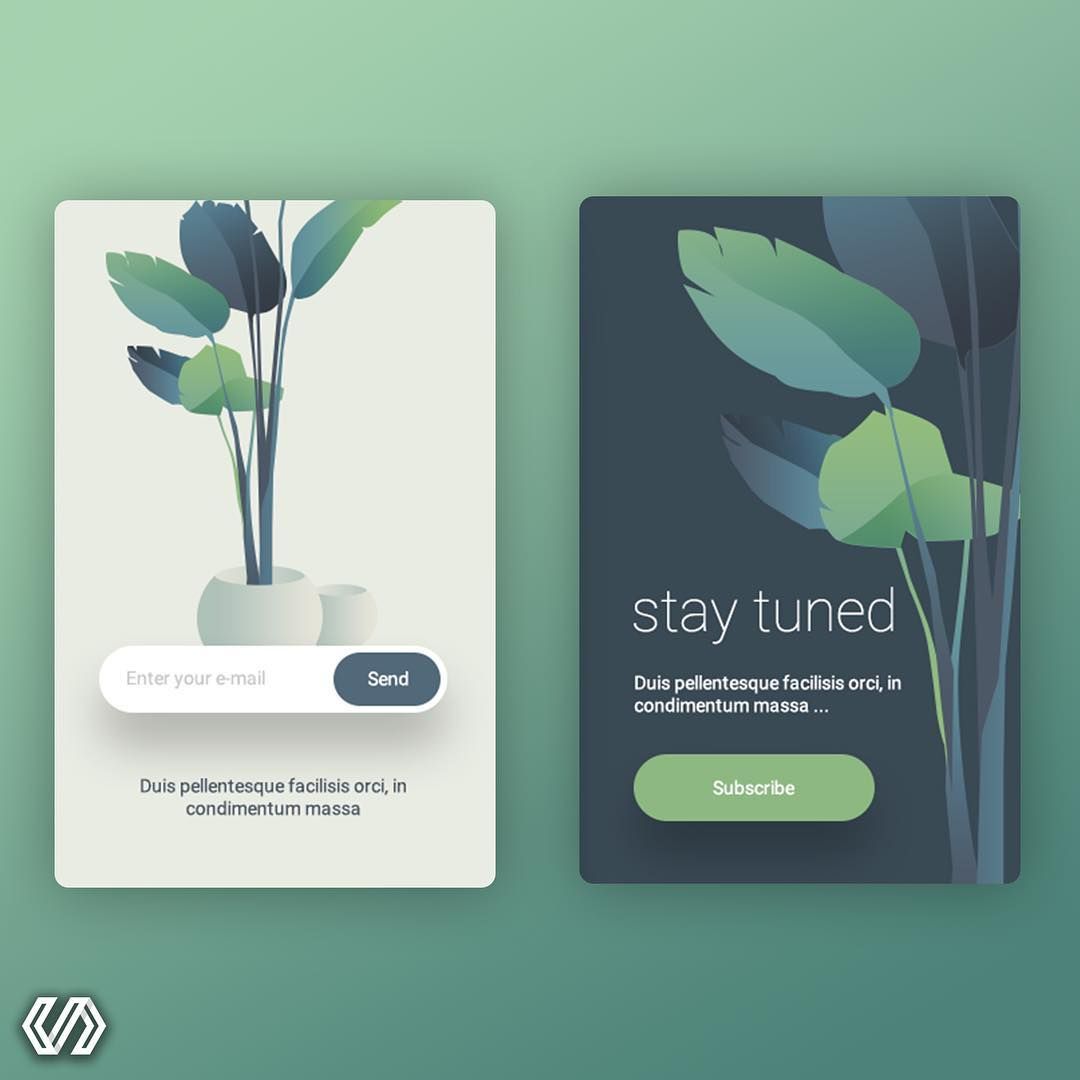 Enter your e-mail
Send
Duis pellentesque facilisis orci, in
condimentum massa
stay tuned
Duis pellentesque facilisis orci, in
condimentum massa ...
Subscribe